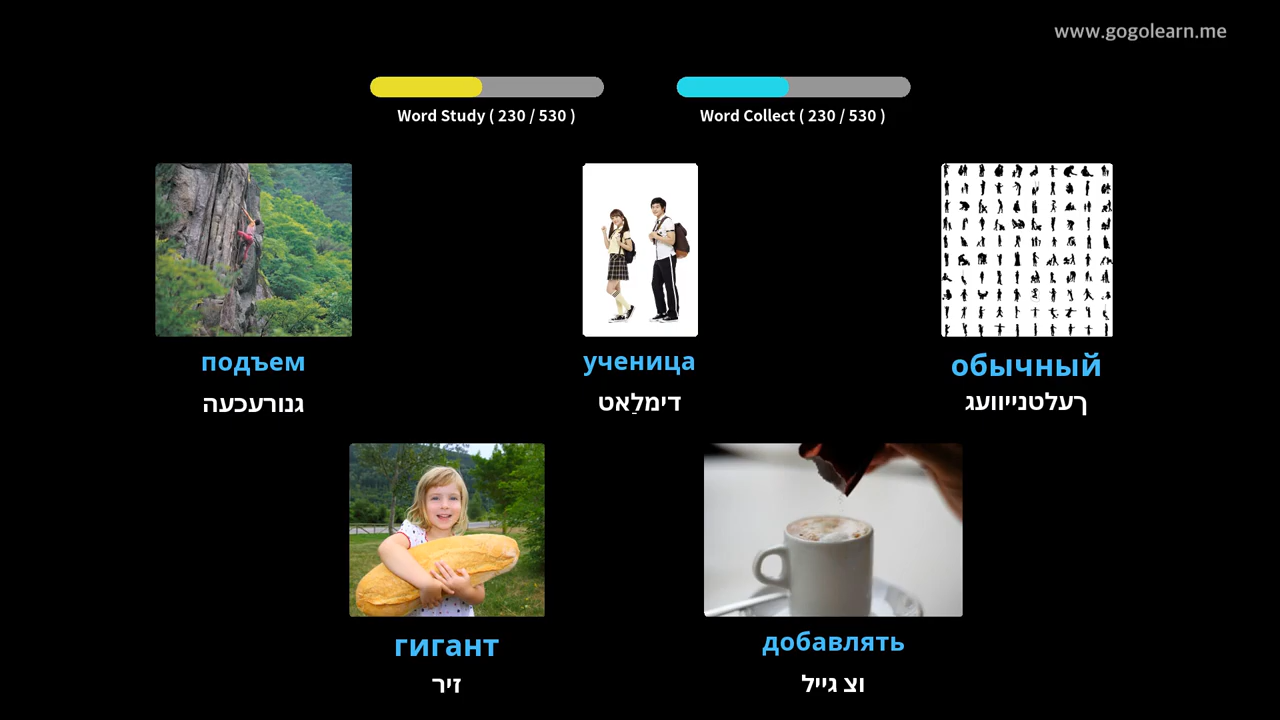 www.gogolearn.me
Word Study ( 230 / 530 )
Word Collect ( 230 / 530 )
подъем
ученица
обычный
גנורעכעה
דימלַאט
ךעלטנייוועג
гигант
добавлять
זיר
וצ גייל